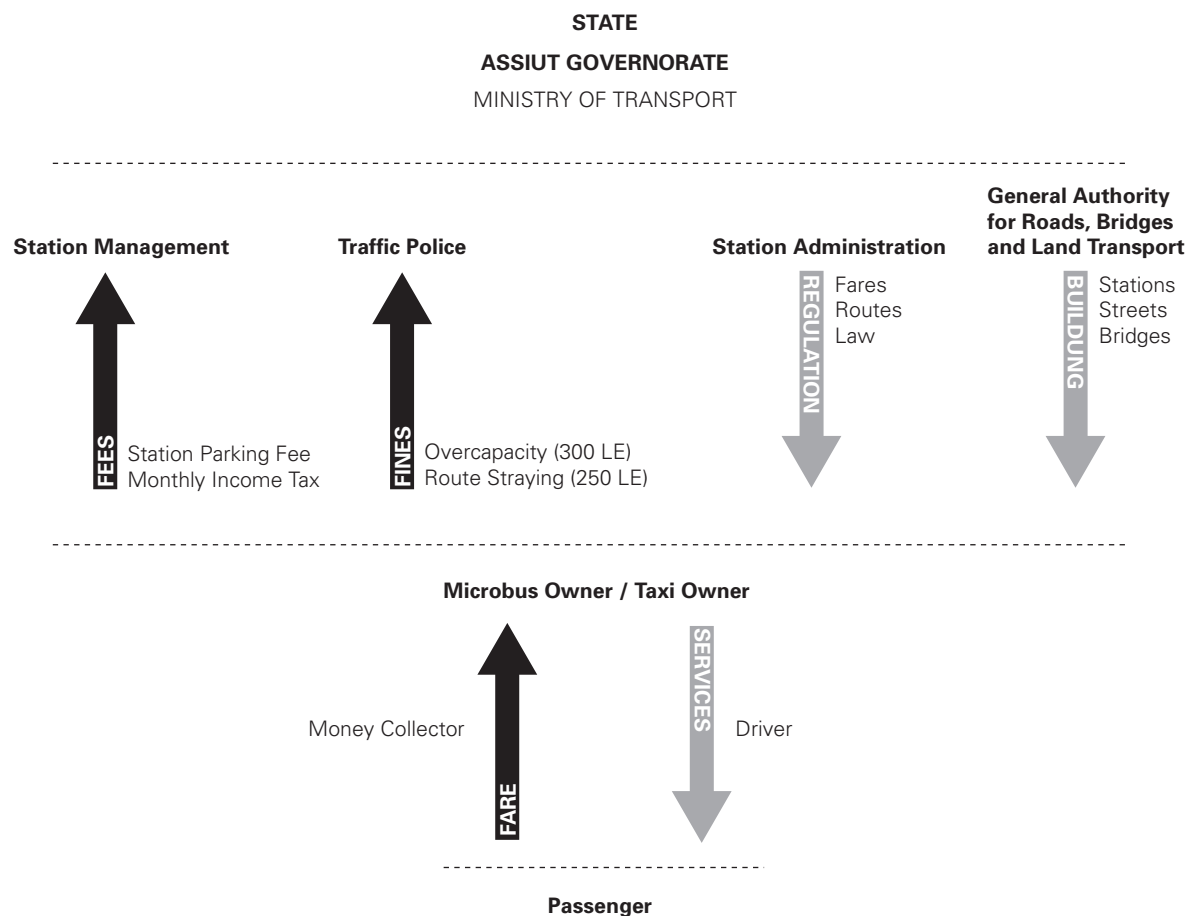 STATE
ASSIUT GOVERNORATE
MINISTRY OF TRANSPORT
Station Management
Traffic Police
Station Administration
General Authority
for Roads, Bridges
and Land Transport
FEES
Station Parking Fee
Monthly Income Tax
FINES
Overcapacity (300 LE)
Route Straying (250 LE)
REGULATION
Fares
Routes
Law
BUILDUNG
Stations
Streets
Bridges
Microbus Owner / Taxi Owner
Money Collector
FARE
SERVICES
Driver
Passenger